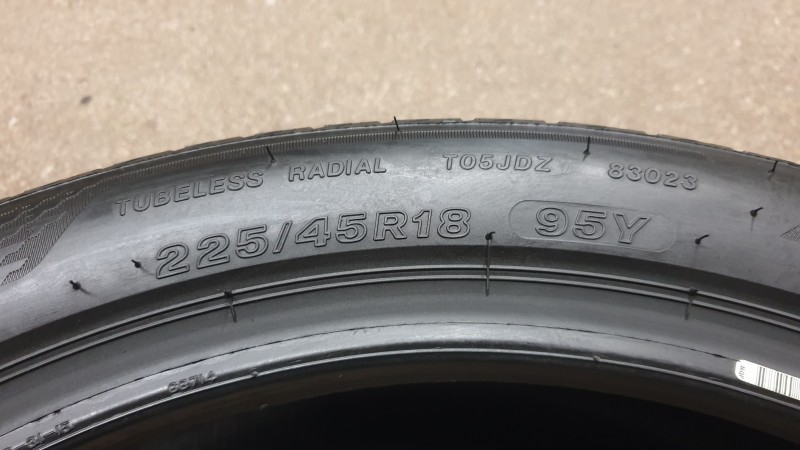 TUBELESS RADIAL T05JDZ 83023
225/45R18 95Y